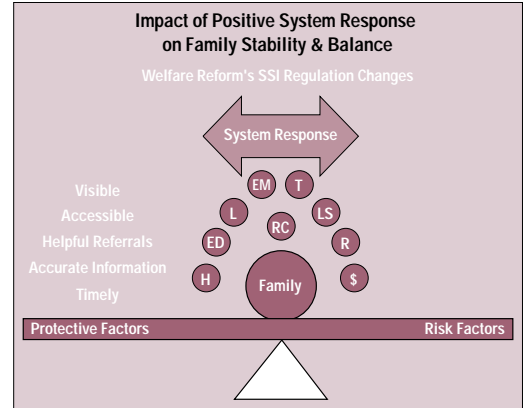 Impact of Positive System Response
on Family Stability & Balance
Welfare Reform's SSI Regulation Changes
System Response
EM
T
Visible
L
LS
Accessible
RC
Helpful Referrals
ED
R
Accurate Information
H
Family
$
Timely
Protective Factors
Risk Factors